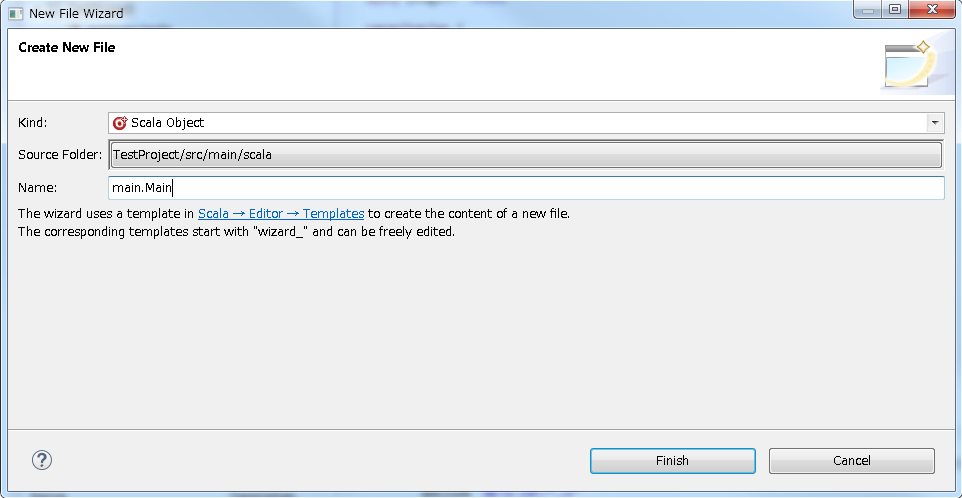 New File Wizard
Create New File
Kind:
Scala Object
Source Folder:
TestProject/src/main/scala
Name:
main.Main
The wizard uses a template in Scala → Editor → Templates to create the content of a new file.
The corresponding templates start with "wizard_" and can be freely edited.
?
Finish
Cancel